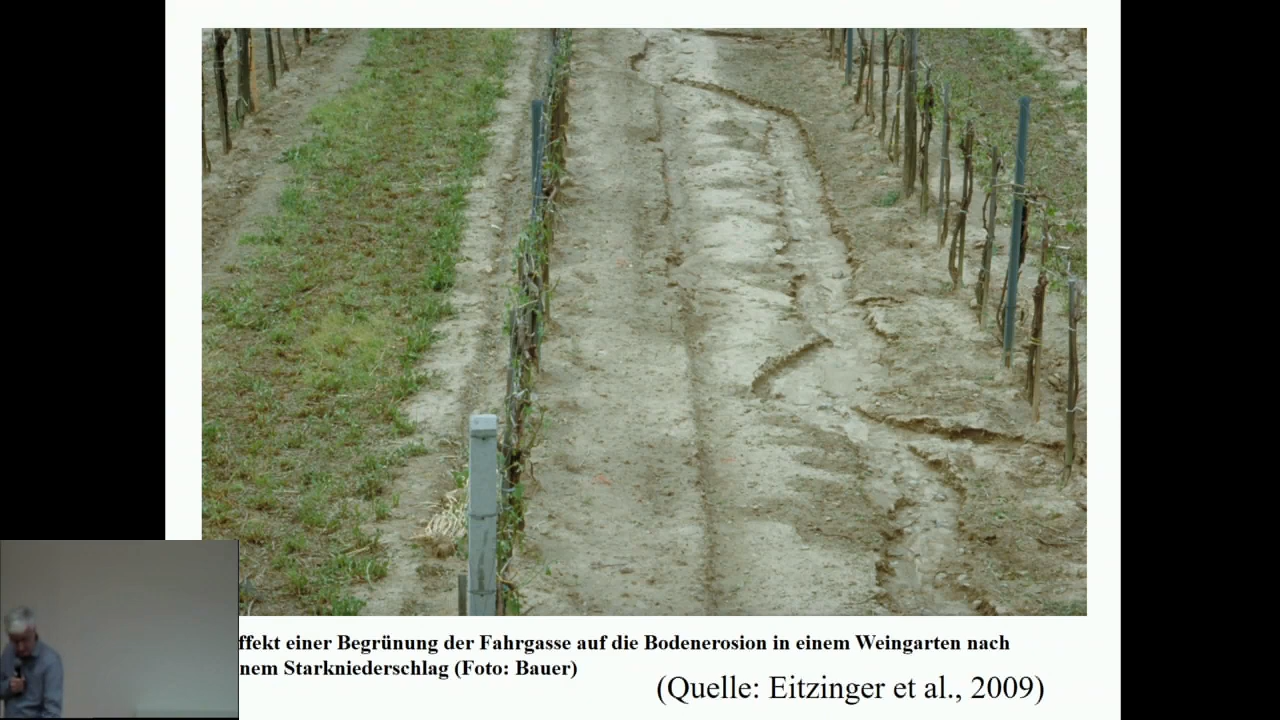 ffekt einer Begrünung der Fahrgasse auf die Bodenerosion in einem Weingarten nach
nem Starkniederschlag (Foto: Bauer)
(Quelle: Eitzinger et al., 2009)